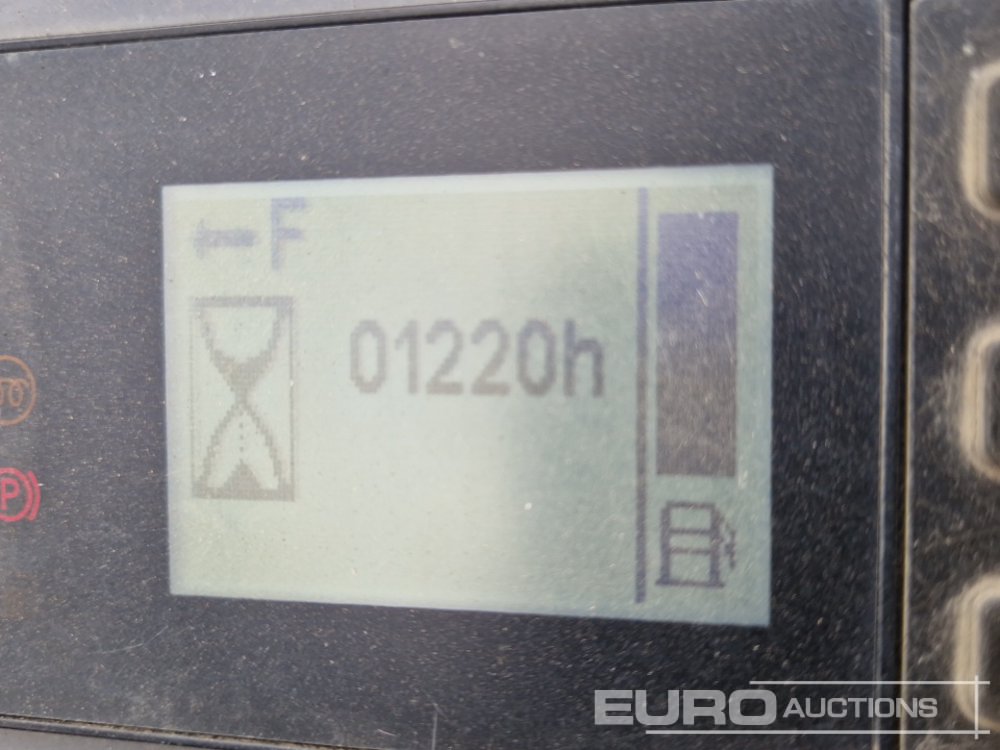 F
01220h
P
EURO AUCTIONS